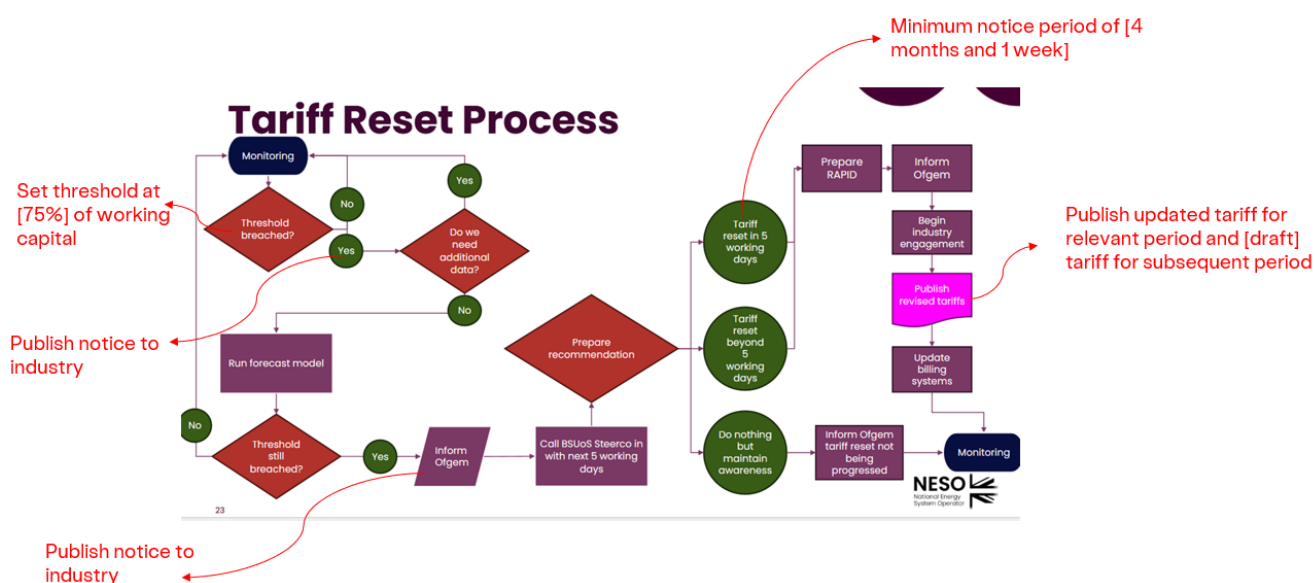 Minimum notice period of [4
months and 1 week]
Tariff Reset Process
Monitoring
Set threshold at
[75%] of working
capital
Threshold
breached?
No
Yes
Yes
Do we
need
additional
data?
No
Publish notice to
industry
Run forecast model
No
Threshold
still
breached?
Yes
Inform
Ofgem
Publish notice to
industry
Call BSUoS Steerco in
with next 5 working
days
Prepare
recommendation
Tariff
reset in 5
working
days
Tariff
reset
beyond
5
working
days
Do nothing
but
maintain
awareness
Prepare
RAPID
Inform
Ofgem
Begin
industry
engagement
Publish
revised tariffs
Publish updated tariff for
relevant period and [draft]
tariff for subsequent period
Update
billing
systems
Inform Ofgem
tariff reset not
being
progressed
Monitoring
NESO
National Energy
System Operator
23